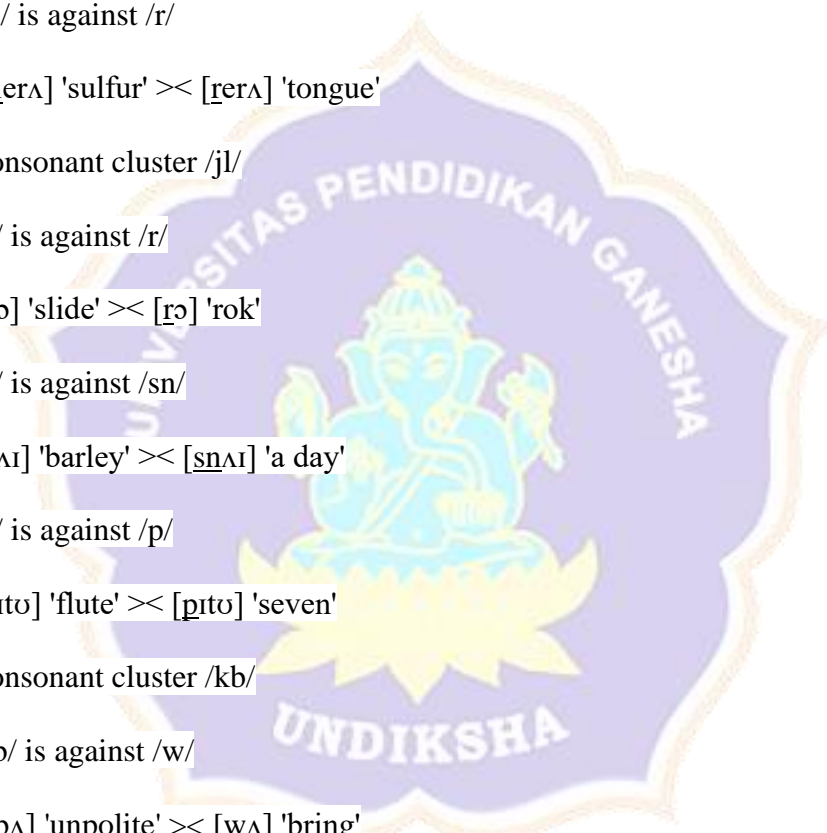 / is against /r/
erʌ] 'sulfur' >< [rerʌ] 'tongue'
onsonant cluster /jl/
/ is against /r/
ɔ] 'slide' >< [rɔ] 'rok'
/ is against /sn/
ʌɪ] 'barley' >< [snʌɪ] 'a day'
/ is against /p/
ɪtʊ] 'flute' >< [pɪtʊ] 'seven'
onsonant cluster /kb/
b/ is against /w/
bʌ] 'unpolite' >< [wʌ] 'bring'
UNIVERSITAS PENDIDIKAN GANESHA
UNDIKSHA